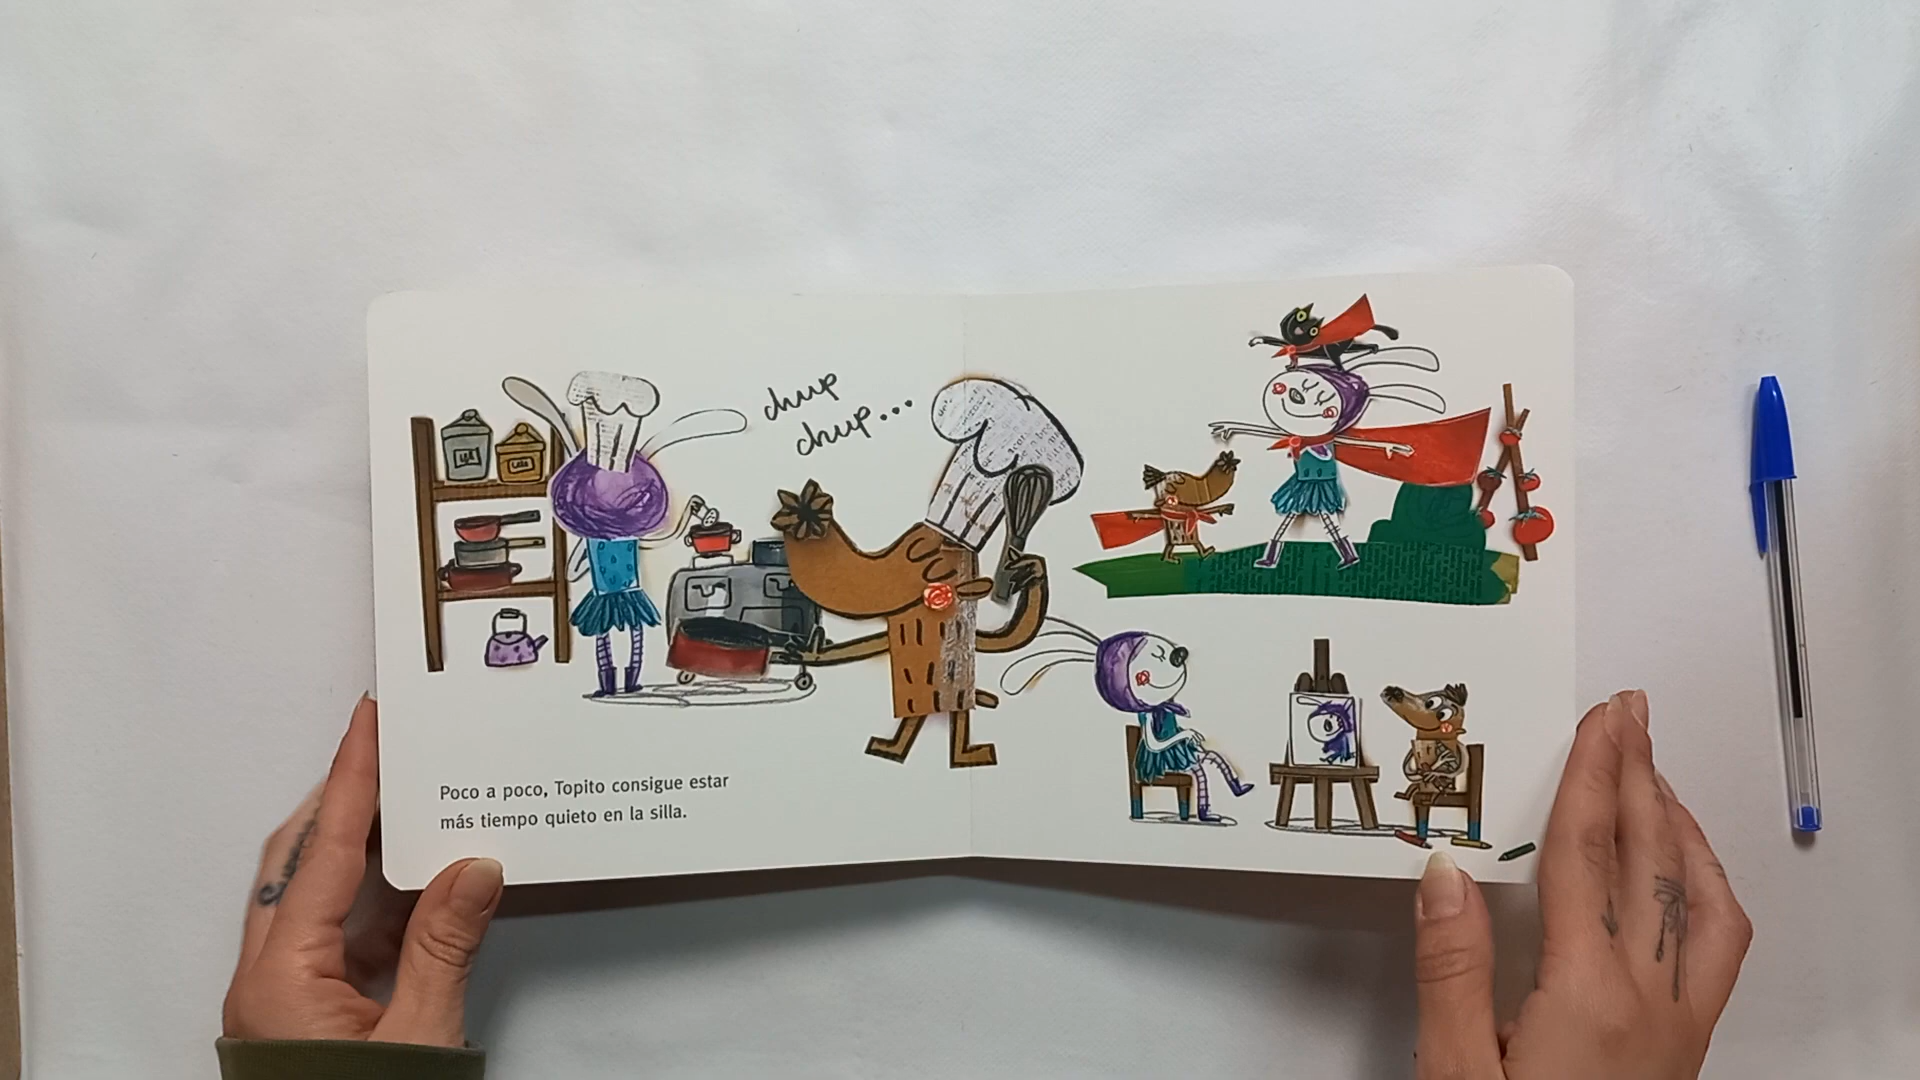 chup
chup...
Poco a poco, Topito consigue estar
más tiempo quieto en la silla.